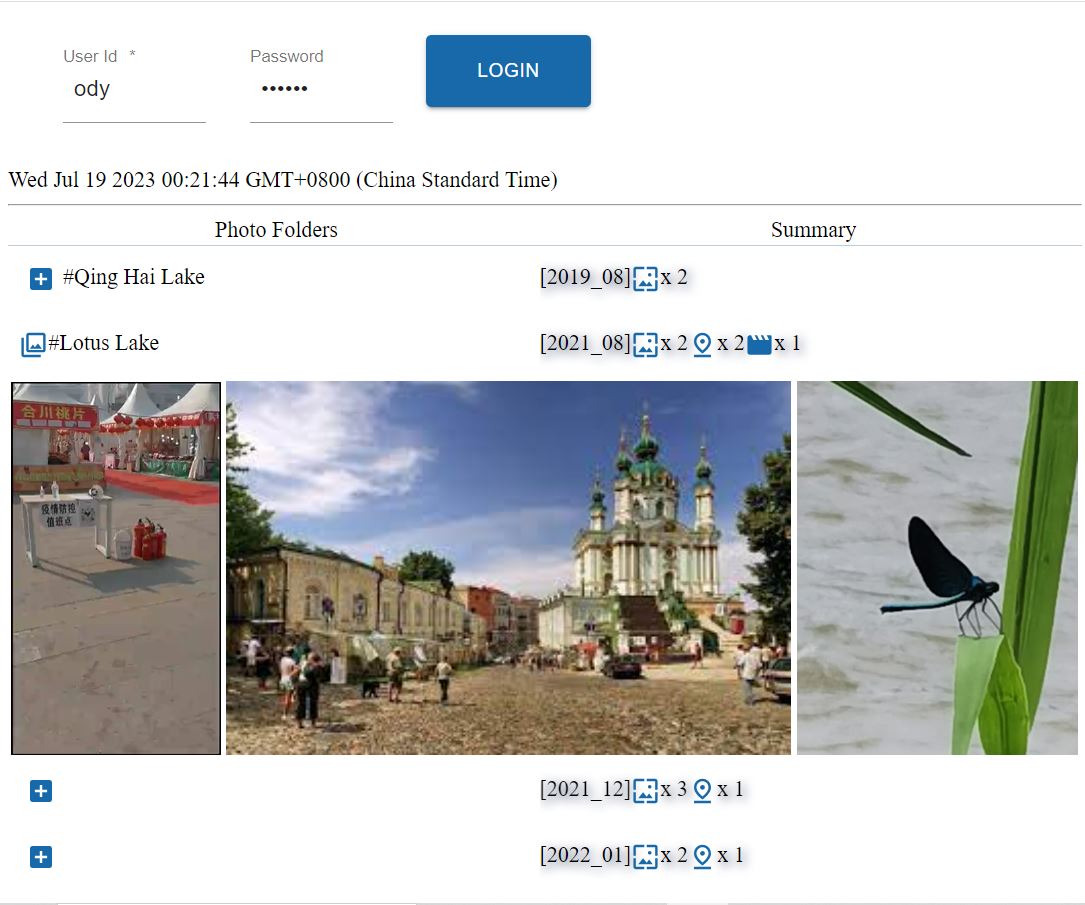 User Id *
Password
ody
••••••
LOGIN
Wed Jul 19 2023 00:21:44 GMT+0800 (China Standard Time)
Photo Folders
Summary
#Qing Hai Lake
[2019_08] x 2
#Lotus Lake
[2021_08] x 2 x 2 x 1
合川桃片
疫情防控
值班点
[2021_12] x 3 x 1
[2022_01] x 2 x 1